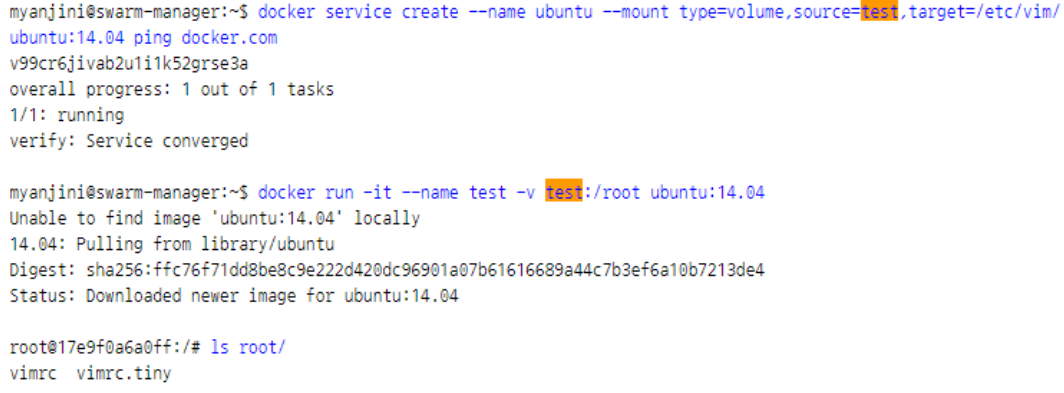 myanjini@swarm-manager:~$ docker service create --name ubuntu --mount type=volume,source=test,target=/etc/vim/
ubuntu:14.04 ping docker.com
v99cr6jivab2u1i1k52grse3a
overall progress: 1 out of 1 tasks
1/1: running
verify: Service converged
myanjini@swarm-manager:~$ docker run -it --name test -v test:/root ubuntu:14.04
Unable to find image 'ubuntu:14.04' locally
14.04: Pulling from library/ubuntu
Digest: sha256:ffc76f71dd8be8c9e222d420dc96901a07b61616689a44c7b3ef6a10b7213de4
Status: Downloaded newer image for ubuntu:14.04
root@17e9f0a6a0ff:/# ls root/
vimrc  vimrc.tiny